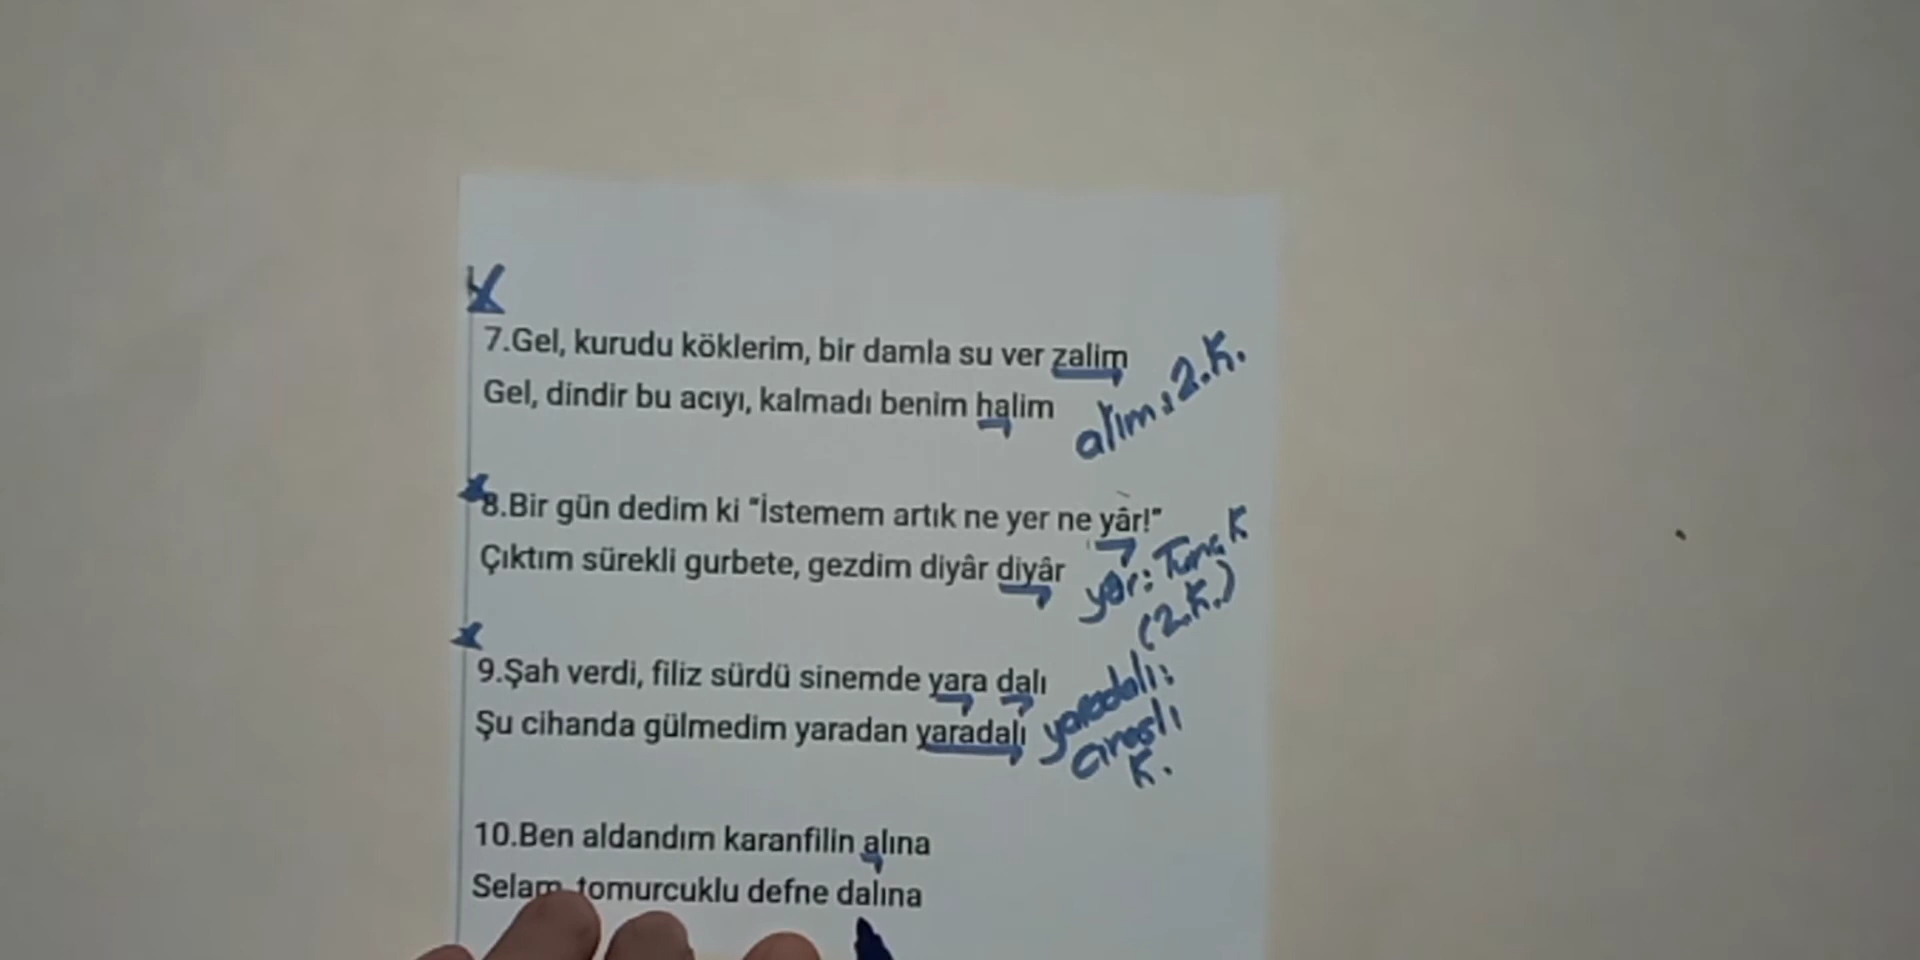 7.Gel, kurudu köklerim, bir damla su ver zalim
Gel, dindir bu acıyı, kalmadı benim halim
alim: Z.K.
8.Bir gün dedim ki "İstemem artık ne yer ne yâr!"
Çıktım sürekli gurbete, gezdim diyâr diyâr
yâr: Tunç K
(Z.K.)
9.Şah verdi, filiz sürdü sinemde yara dalı
Şu cihanda gülmedim yaradan yaradalı
yaradalı:
cinaslı
K.
10.Ben aldandım karanfilin alına
Selam tomurcuklu defne dalına